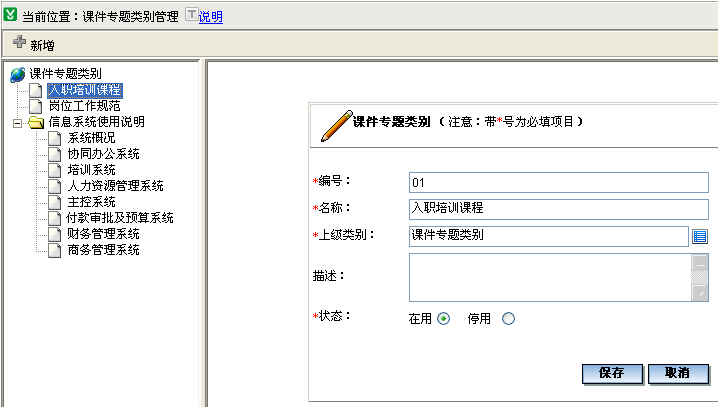 当前位置：课件专题类别管理 说明
新增
课件专题类别
入职培训课程
岗位工作规范
信息系统使用说明
系统概况
协同办公系统
培训系统
人力资源管理系统
主控系统
付款审批及预算系统
财务管理系统
商务管理系统
课件专题类别（注意：带*号为必填项目）
*编号： 01
*名称： 入职培训课程
*上级类别： 课件专题类别
描述：
*状态： 在用 停用
保存 取消